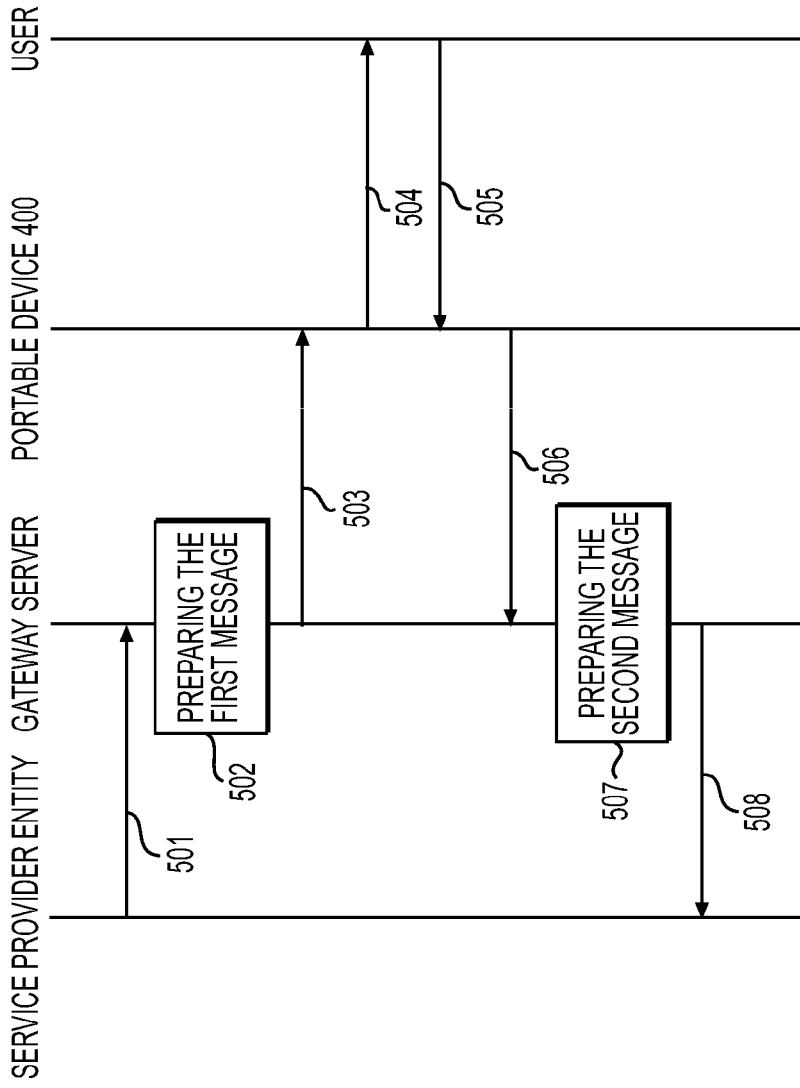 SERVICE PROVIDER ENTITY
GATEWAY SERVER
PORTABLE DEVICE 400
USER
501
PREPARING THE
FIRST MESSAGE
502
503
504
505
506
PREPARING THE
SECOND MESSAGE
507
508